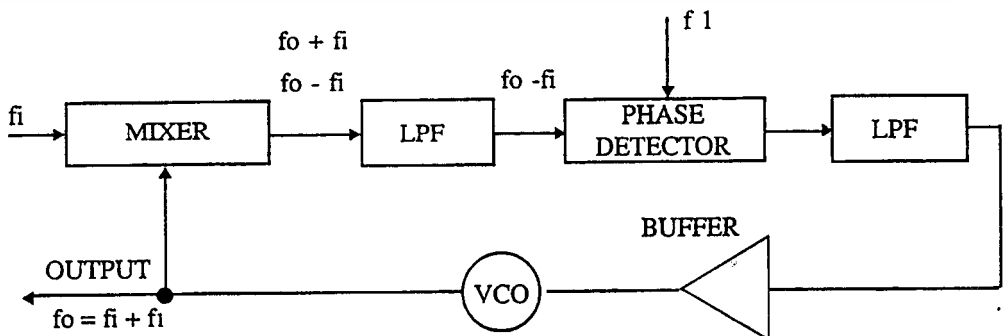 f 1
fo + fi
fo - fi
fo -fi
fi
MIXER
LPF
PHASE
DETECTOR
LPF
BUFFER
OUTPUT
VCO
fo = fi + f1